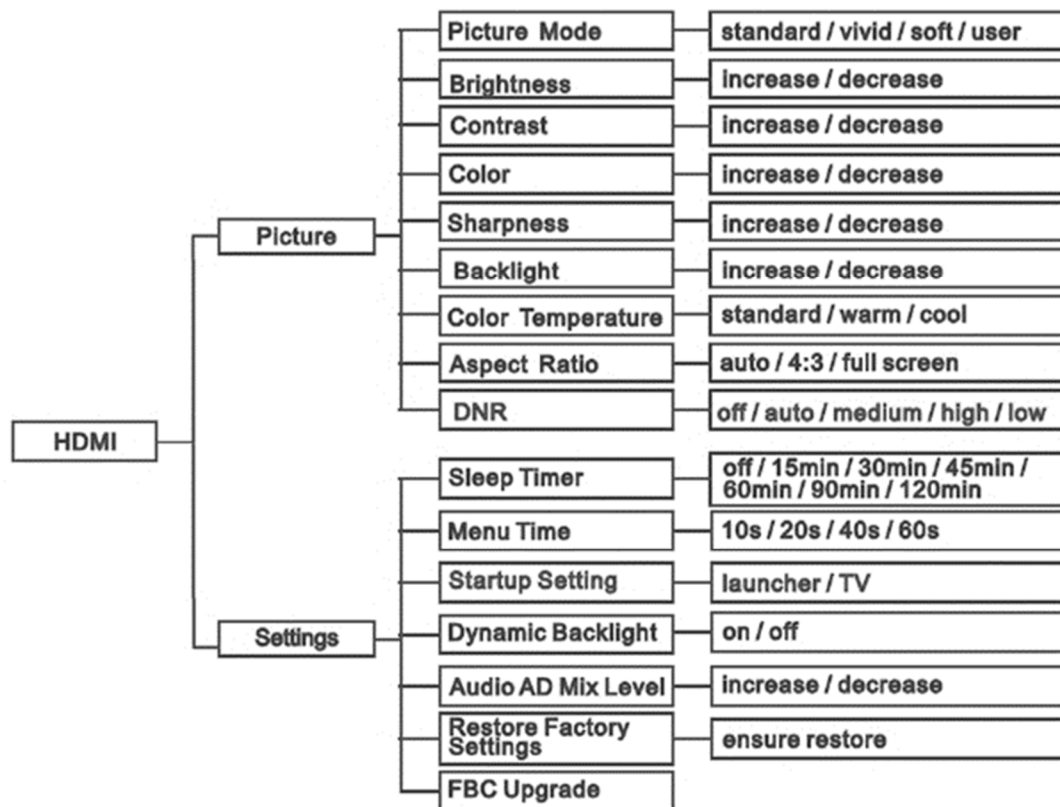 Picture Mode
standard / vivid / soft / user
Brightness
increase / decrease
Contrast
increase / decrease
Color
increase / decrease
Sharpness
increase / decrease
Picture
Backlight
increase / decrease
Color Temperature
standard / warm / cool
Aspect Ratio
auto / 4:3 / full screen
DNR
off / auto / medium / high / low
HDMI
Sleep Timer
off / 15min / 30min / 45min /
60min / 90min / 120min
Menu Time
10s / 20s / 40s / 60s
Startup Setting
launcher / TV
Settings
Dynamic Backlight
on / off
Audio AD Mix Level
increase / decrease
Restore Factory
Settings
ensure restore
FBC Upgrade